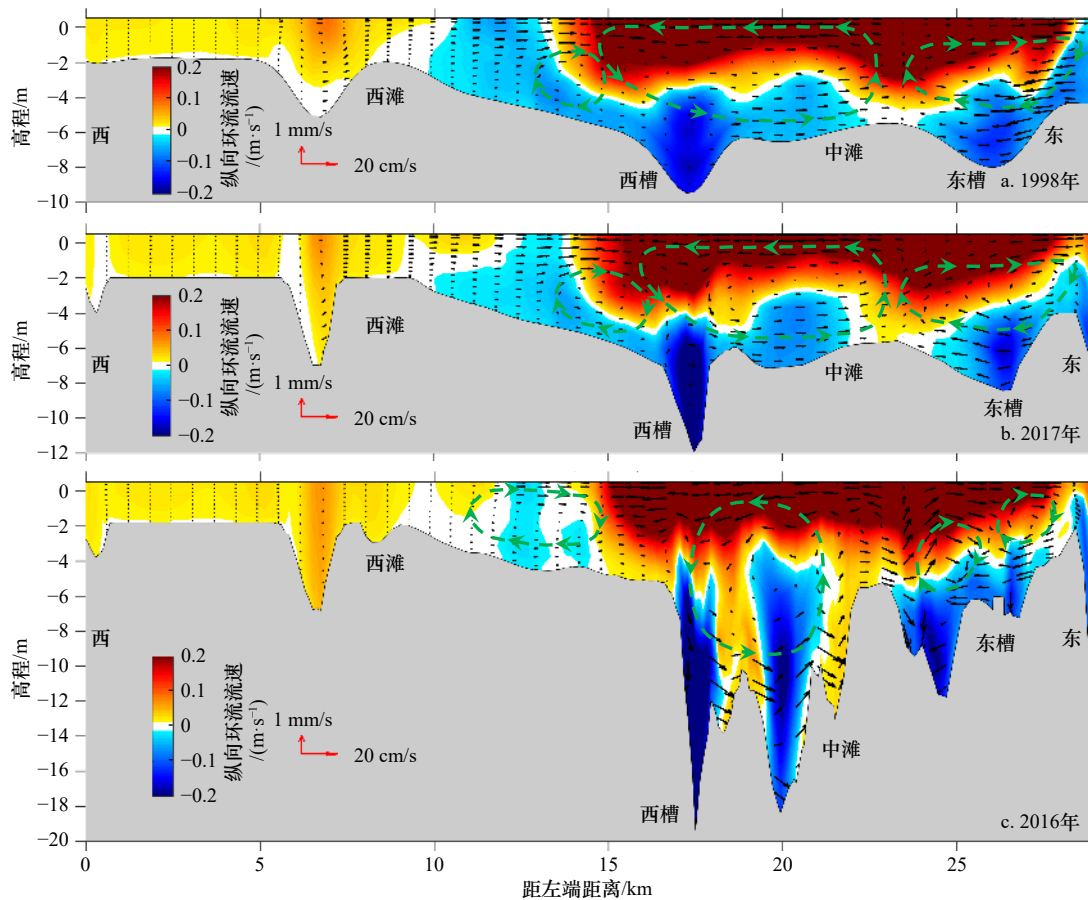 0
−2
−4
−6
−8
−10
高程/m
西
0.2
0.1
0
−0.1
−0.2
纵向环流流速
/(m·s⁻¹)
1 mm/s
20 cm/s
西滩
西槽
中滩
东槽
东
a. 1998年
0
−2
−4
−6
−8
−10
−12
高程/m
西
0.2
0.1
0
−0.1
−0.2
纵向环流流速
/(m·s⁻¹)
1 mm/s
20 cm/s
西滩
西槽
中滩
东槽
东
b. 2017年
0
−2
−4
−6
−8
−10
−12
−14
−16
−18
−20
高程/m
西
0.2
0.1
0
−0.1
−0.2
纵向环流流速
/(m·s⁻¹)
1 mm/s
20 cm/s
西滩
西槽
中滩
东槽
东
c. 2016年
0
5
10
15
20
25
距左端距离/km